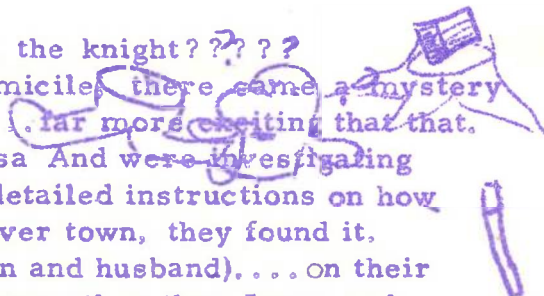 the knight?????
micile, there came a mystery
.far more exciting that that.
sa And were investigating
detailed instructions on how
ver town, they found it,
n and husband)....on their